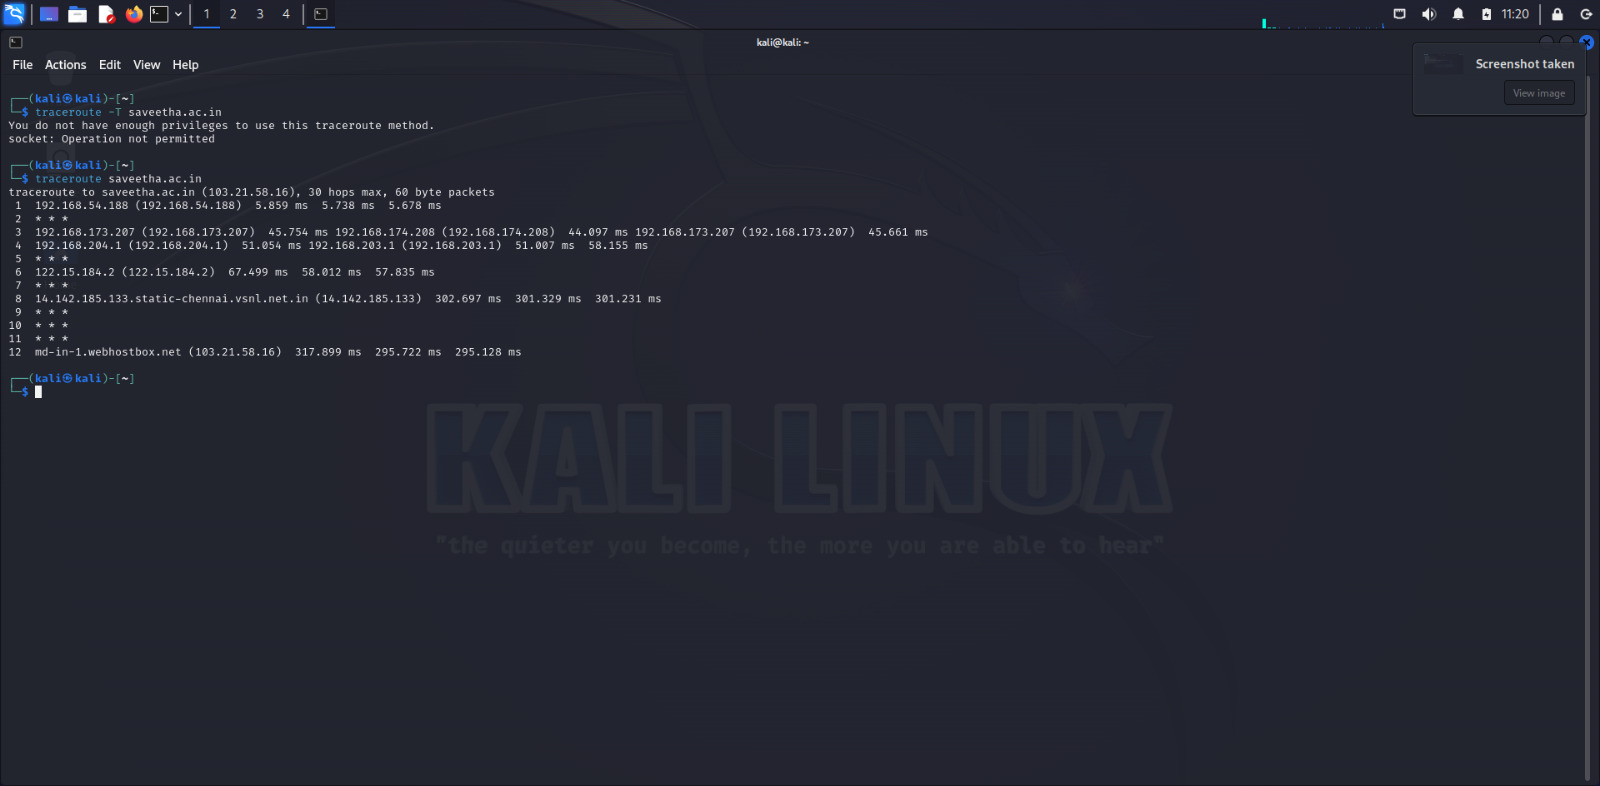 1 2 3 4 11:20
kali@kali: ~
File Actions Edit View Help
Screenshot taken
View image
┌──(kali㉿kali)-[~]
└─$ traceroute -T saveetha.ac.in
You do not have enough privileges to use this traceroute method.
socket: Operation not permitted
┌──(kali㉿kali)-[~]
└─$ traceroute saveetha.ac.in
traceroute to saveetha.ac.in (103.21.58.16), 30 hops max, 60 byte packets
1 192.168.54.188 (192.168.54.188) 5.859 ms 5.738 ms 5.678 ms
2 * * *
3 192.168.173.207 (192.168.173.207) 45.754 ms 192.168.174.208 (192.168.174.208) 44.097 ms 192.168.173.207 (192.168.173.207) 45.661 ms
4 192.168.204.1 (192.168.204.1) 51.054 ms 192.168.203.1 (192.168.203.1) 51.007 ms 58.155 ms
5 * * *
6 122.15.184.2 (122.15.184.2) 67.499 ms 58.012 ms 57.835 ms
7 * * *
8 14.142.185.133.static-chennai.vsnl.net.in (14.142.185.133) 302.697 ms 301.329 ms 301.231 ms
9 * * *
10 * * *
11 * * *
12 md-in-1.webhostbox.net (103.21.58.16) 317.899 ms 295.722 ms 295.128 ms
┌──(kali㉿kali)-[~]
└─$
KALI LINUX
"the quieter you become, the more you are able to hear"